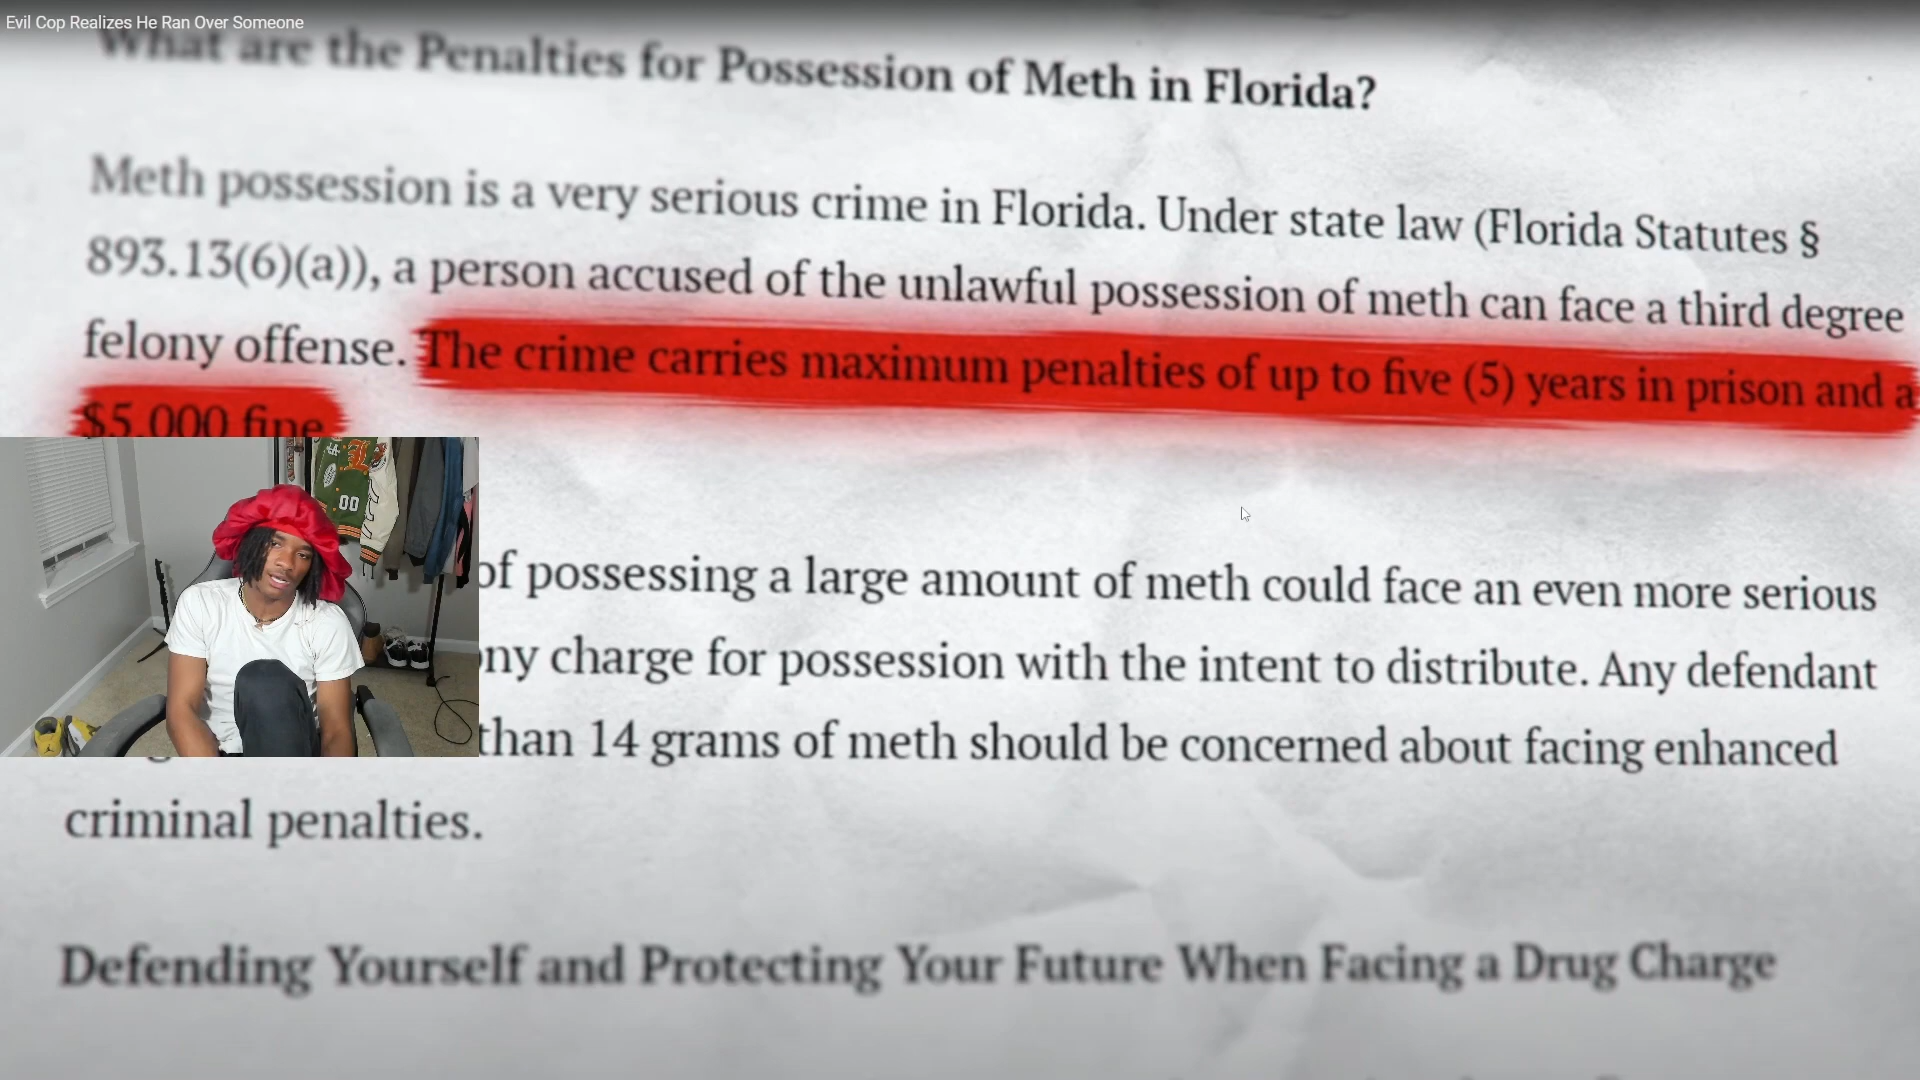 Evil Cop Realizes He Ran Over Someone
What are the Penalties for Possession of Meth in Florida?
Meth possession is a very serious crime in Florida. Under state law (Florida Statutes §
893.13(6)(a)), a person accused of the unlawful possession of meth can face a third degree
felony offense. The crime carries maximum penalties of up to five (5) years in prison and a
$5,000 fine
00
of possessing a large amount of meth could face an even more serious
ny charge for possession with the intent to distribute. Any defendant
than 14 grams of meth should be concerned about facing enhanced
criminal penalties.
Defending Yourself and Protecting Your Future When Facing a Drug Charge